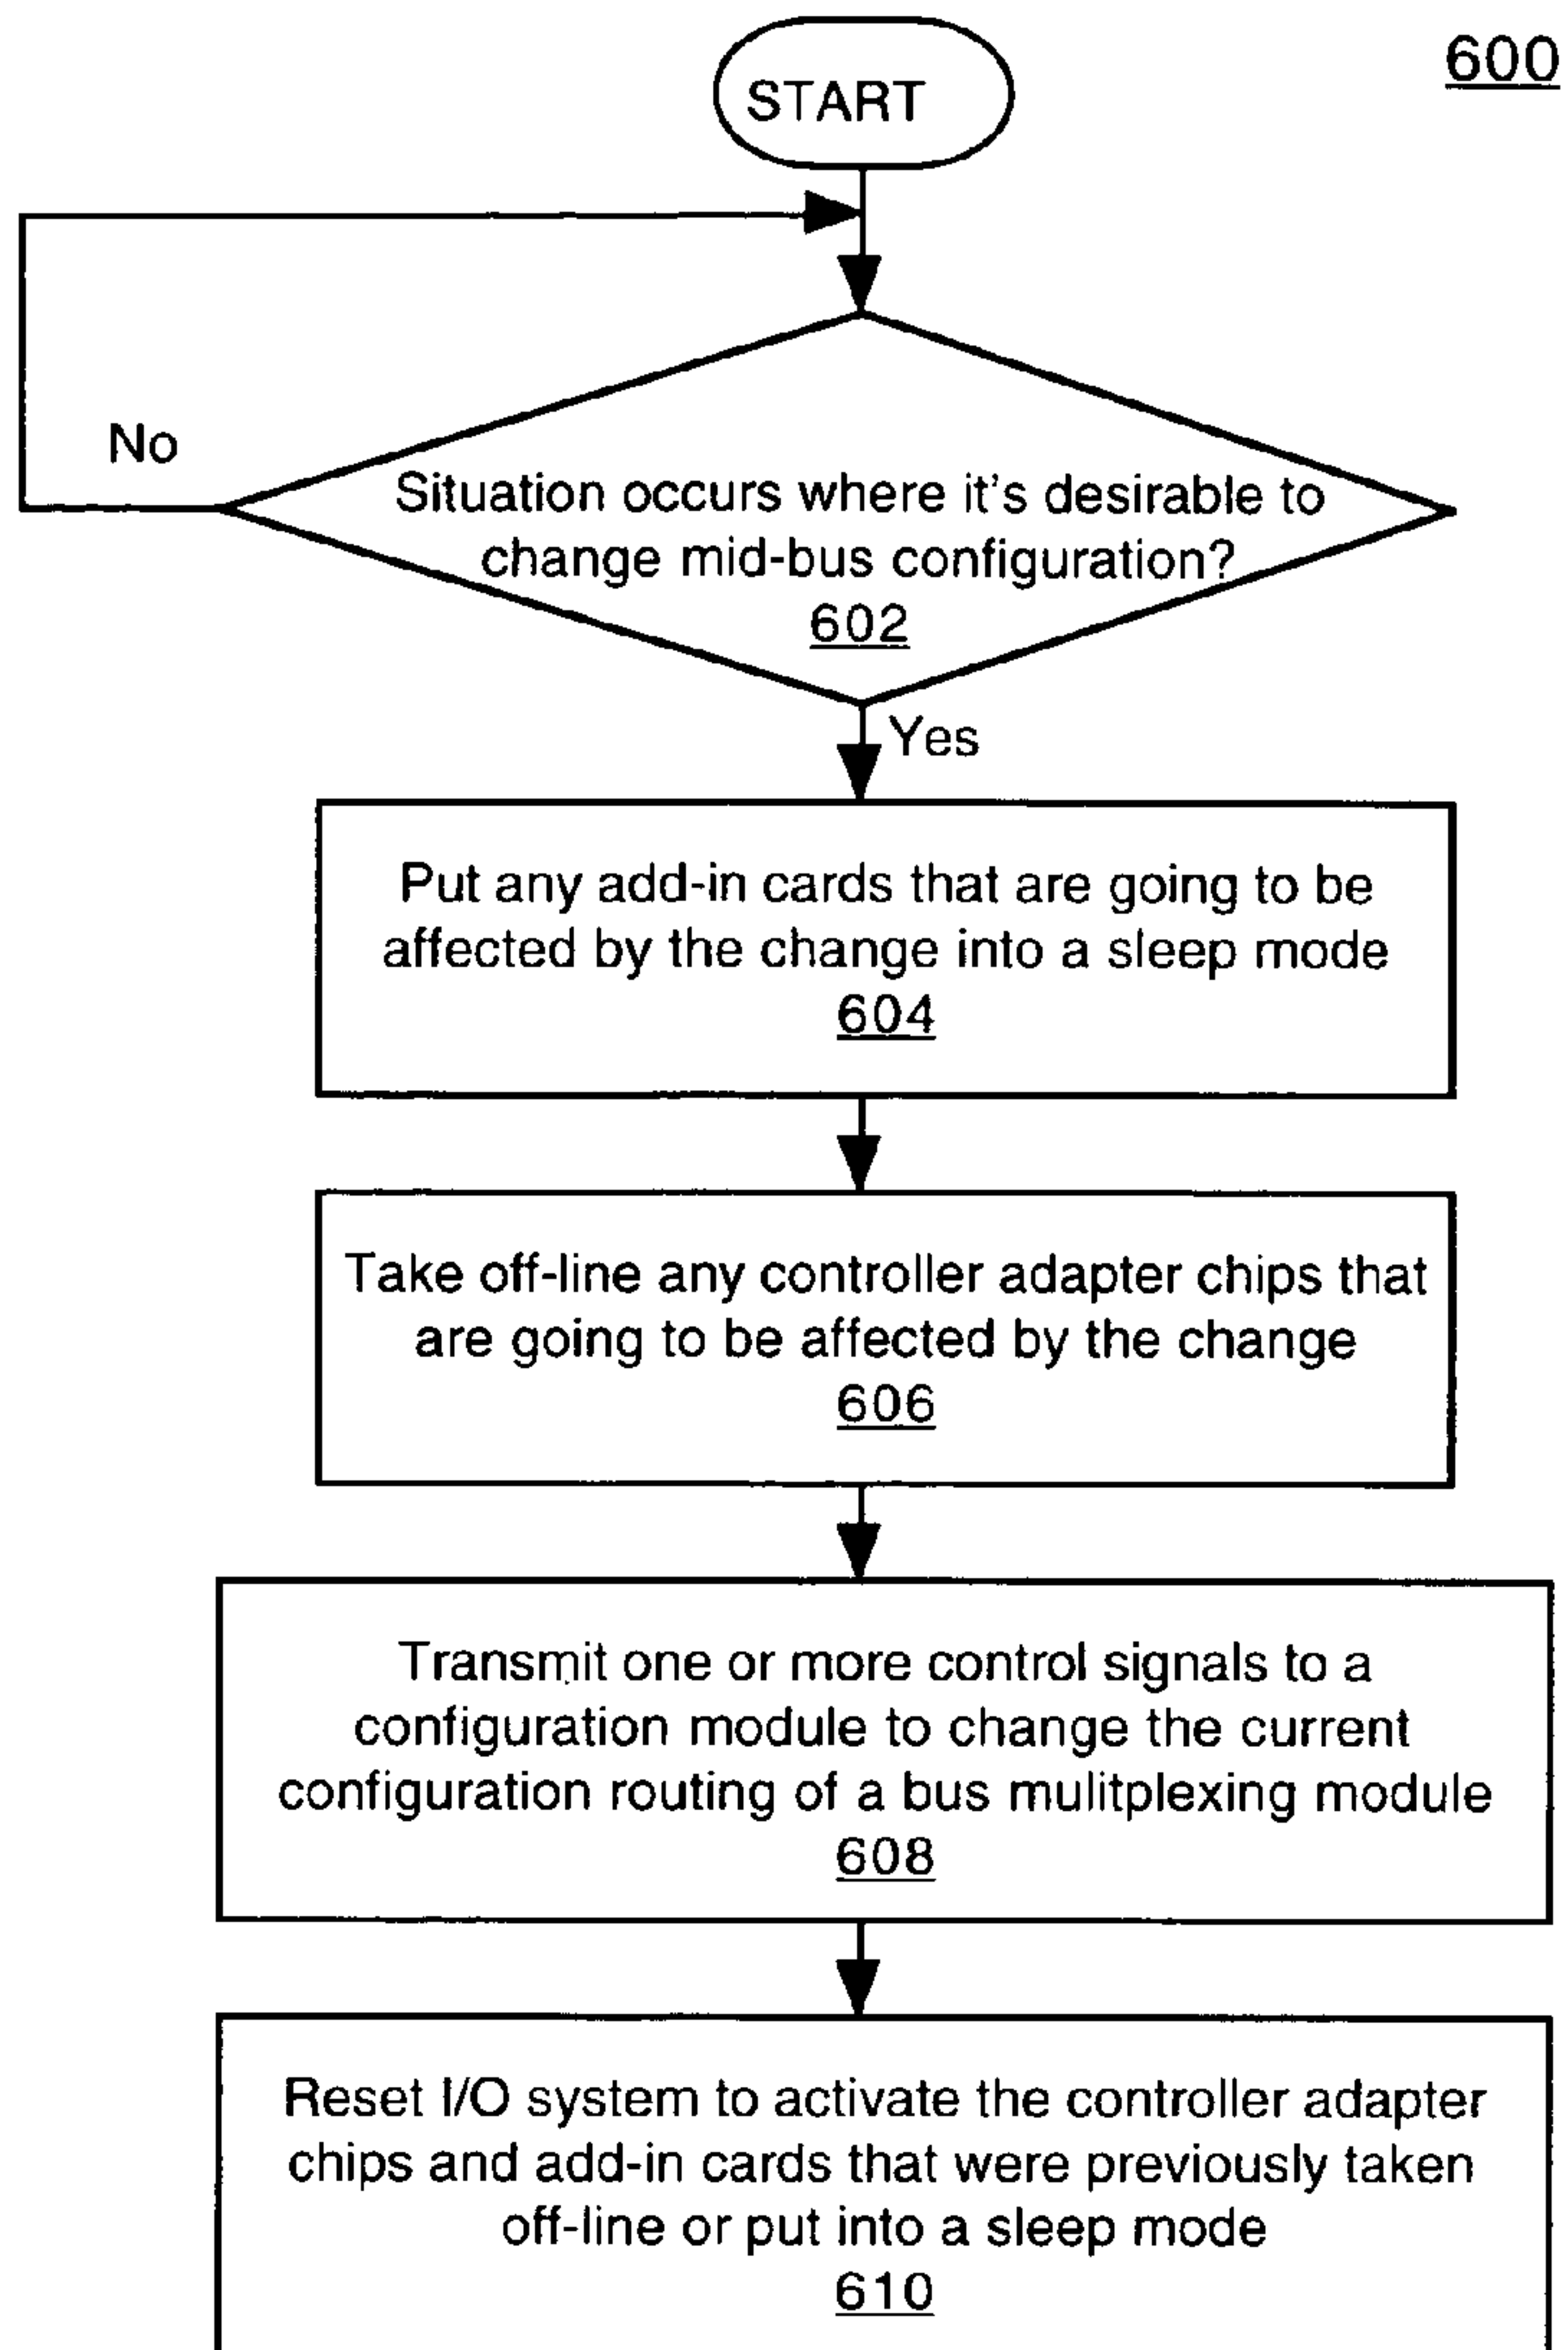 600
START
No
Situation occurs where it's desirable to
change mid-bus configuration?
602
Yes
Put any add-in cards that are going to be
affected by the change into a sleep mode
604
Take off-line any controller adapter chips that
are going to be affected by the change
606
Transmit one or more control signals to a
configuration module to change the current
configuration routing of a bus mulitplexing module
608
Reset I/O system to activate the controller adapter
chips and add-in cards that were previously taken
off-line or put into a sleep mode
610